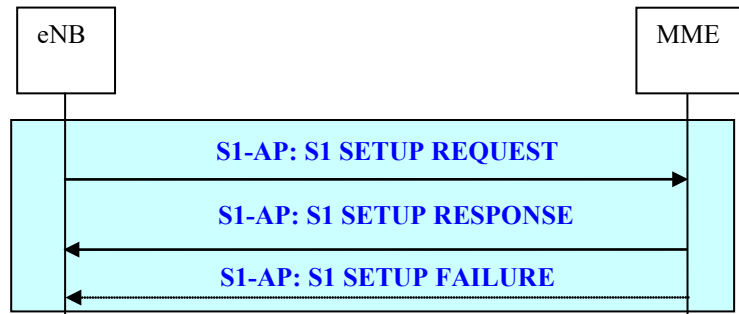 eNB
MME
S1-AP: S1 SETUP REQUEST
S1-AP: S1 SETUP RESPONSE
S1-AP: S1 SETUP FAILURE